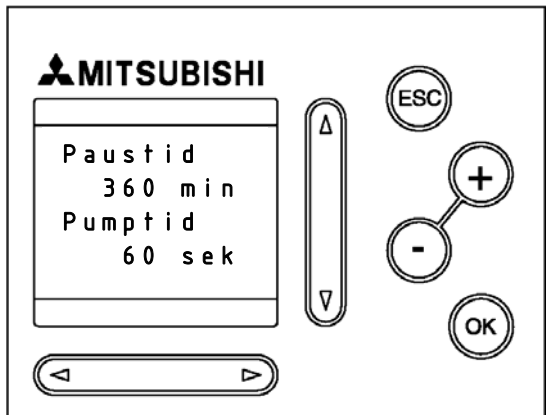 MITSUBISHI
Paustid
360 min
Pumptid
60 sek
ESC
+
-
OK